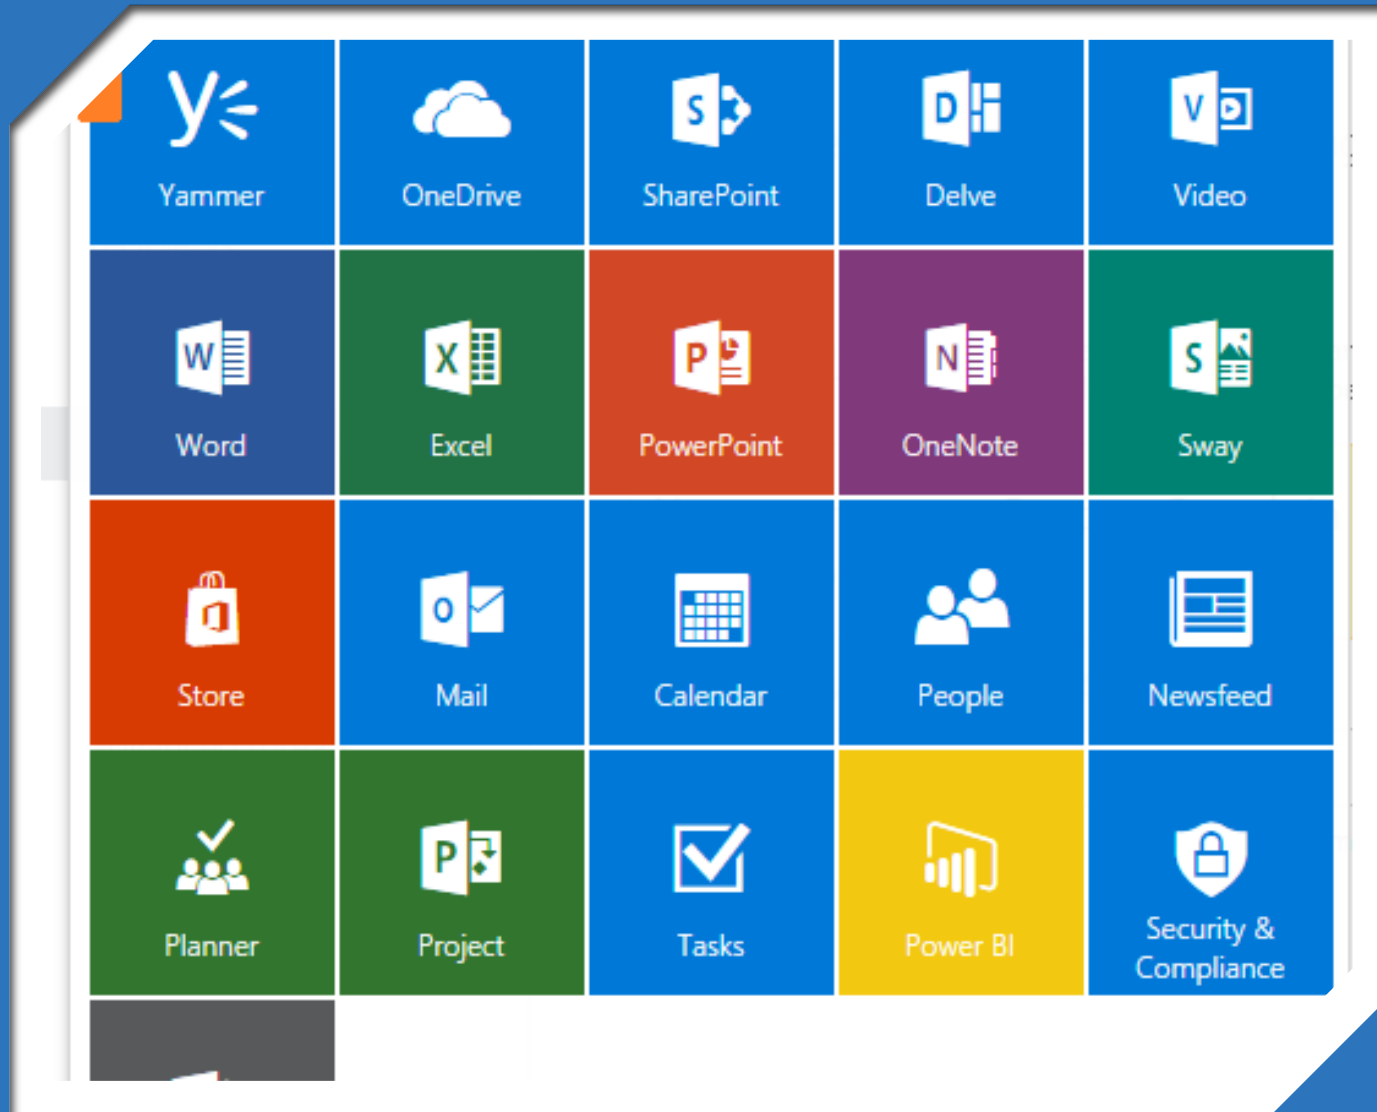 Yammer
OneDrive
SharePoint
Delve
Video
Word
Excel
PowerPoint
OneNote
Sway
Store
Mail
Calendar
People
Newsfeed
Planner
Project
Tasks
Power BI
Security &
Compliance